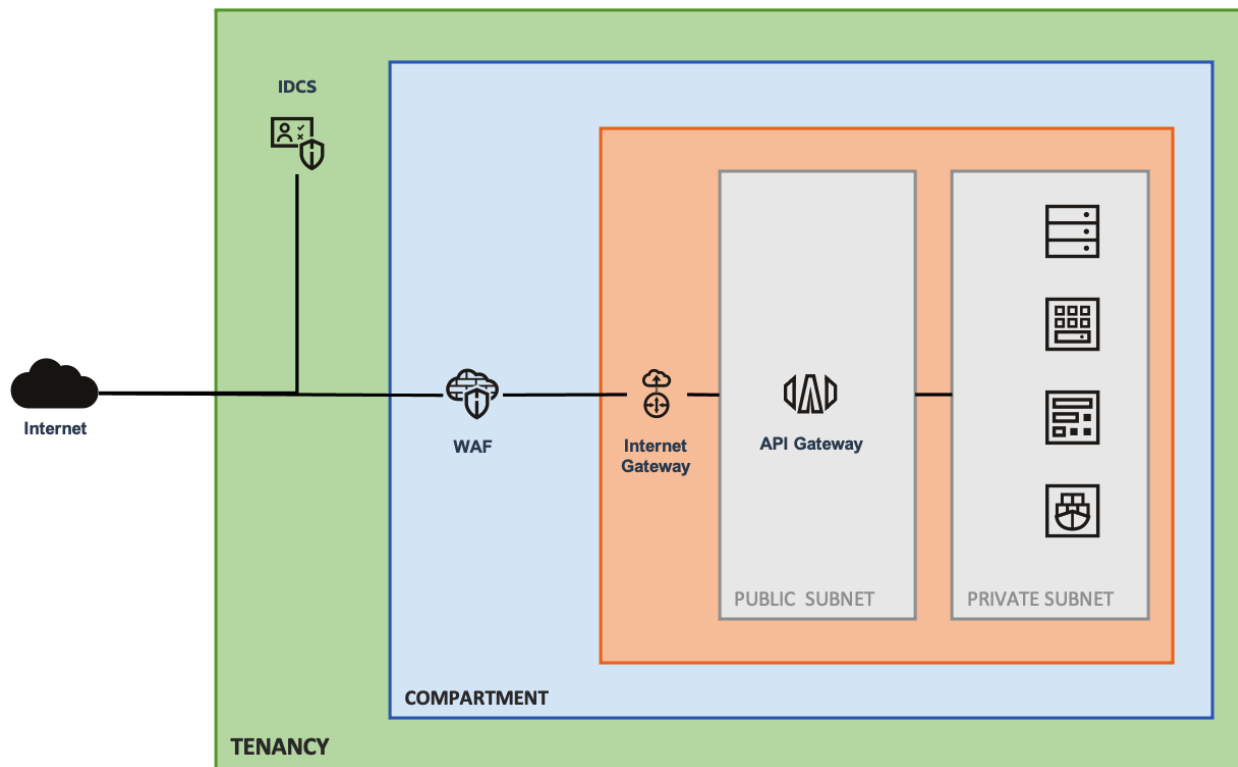 IDCS
Internet
WAF
Internet
Gateway
API Gateway
PUBLIC SUBNET
PRIVATE SUBNET
COMPARTMENT
TENANCY